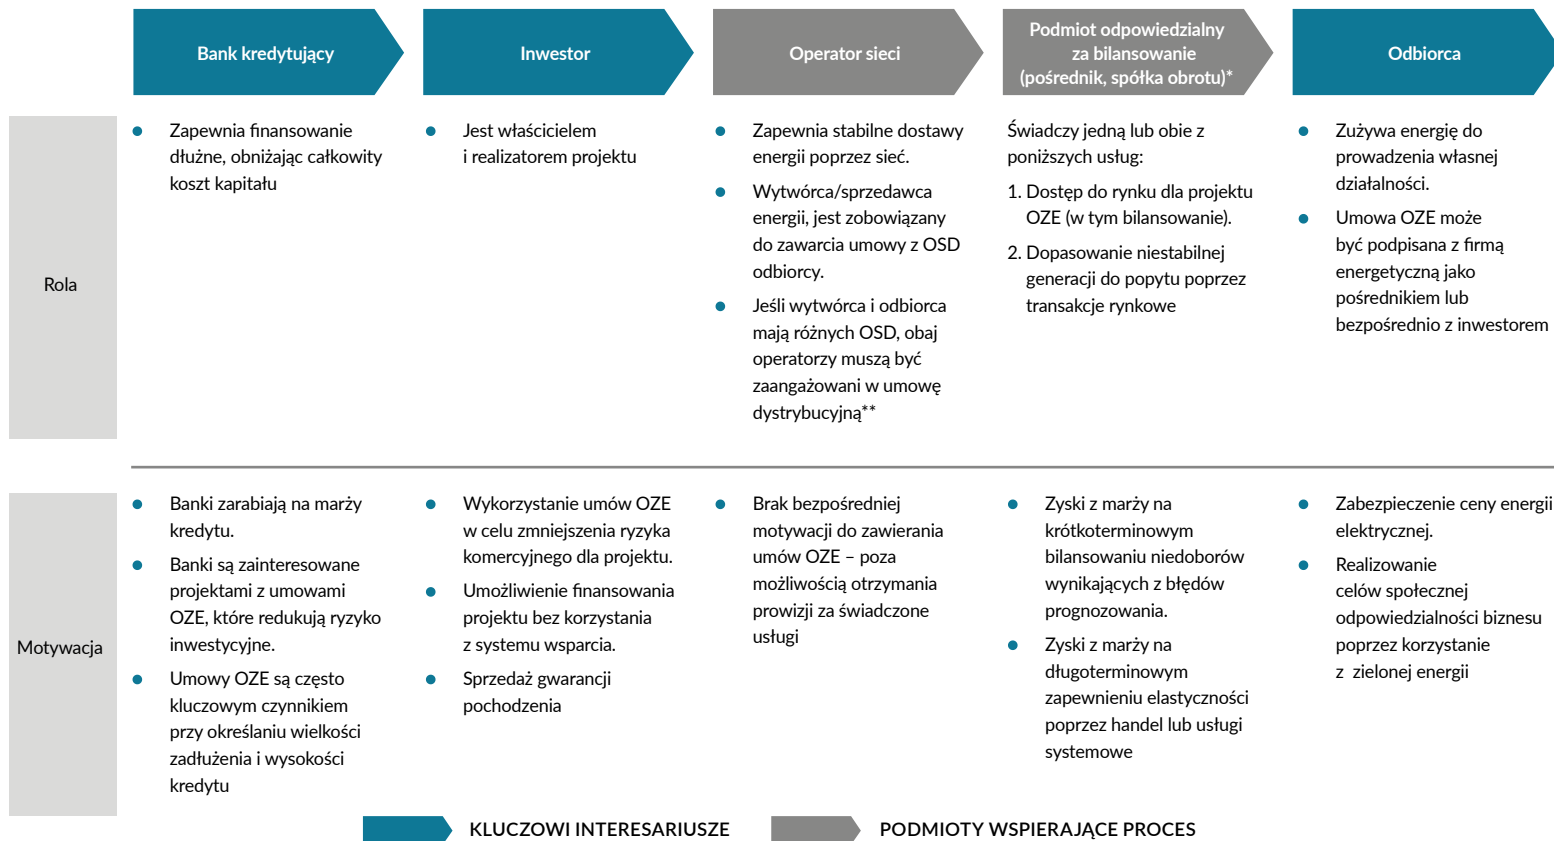 Bank kredytujący
Inwestor
Operator sieci
Podmiot odpowiedzialny
za bilansowanie
(pośrednik, spółka obrotu)*
Odbiorca
Rola
● Zapewnia finansowanie
dłużne, obniżając całkowity
koszt kapitału
● Jest właścicielem
i realizatorem projektu
● Zapewnia stabilne dostawy
energii poprzez sieć.
● Wytwórca/sprzedawca
energii, jest zobowiązany
do zawarcia umowy z OSD
odbiorcy.
● Jeśli wytwórca i odbiorca
mają różnych OSD, obaj
operatorzy muszą być
zaangażowani w umowę
dystrybucyjną**
Świadczy jedną lub obie z
poniższych usług:
1. Dostęp do rynku dla projektu
OZE (w tym bilansowanie).
2. Dopasowanie niestabilnej
generacji do popytu poprzez
transakcje rynkowe
● Zużywa energię do
prowadzenia własnej
działalności.
● Umowa OZE może
być podpisana z firmą
energetyczną jako
pośrednikiem lub
bezpośrednio z inwestorem
Motywacja
● Banki zarabiają na marży
kredytu.
● Banki są zainteresowane
projektami z umowami
OZE, które redukują ryzyko
inwestycyjne.
● Umowy OZE są często
kluczowym czynnikiem
przy określaniu wielkości
zadłużenia i wysokości
kredytu
● Wykorzystanie umów OZE
w celu zmniejszenia ryzyka
komercyjnego dla projektu.
● Umożliwienie finansowania
projektu bez korzystania
z systemu wsparcia.
● Sprzedaż gwarancji
pochodzenia
● Brak bezpośredniej
motywacji do zawierania
umów OZE – poza
możliwością otrzymania
prowizji za świadczone
usługi
● Zyski z marży na
krótkoterminowym
bilansowaniu niedoborów
wynikających z błędów
prognozowania.
● Zyski z marży na
długoterminowym
zapewnieniu elastyczności
poprzez handel lub usługi
systemowe
● Zabezpieczenie ceny energii
elektrycznej.
● Realizowanie
celów społecznej
odpowiedzialności biznesu
poprzez korzystanie
z zielonej energii
KLUCZOWI INTERESARIUSZE
PODMIOTY WSPIERAJĄCE PROCES